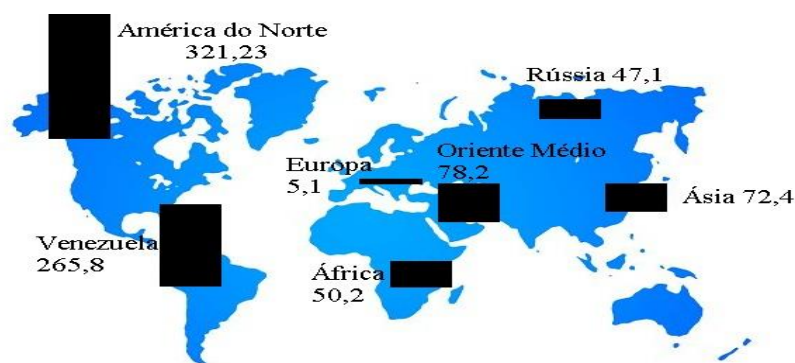 América do Norte
321,23
Rússia 47,1
Oriente Médio
78,2
Europa
5,1
Ásia 72,4
Venezuela
265,8
África
50,2